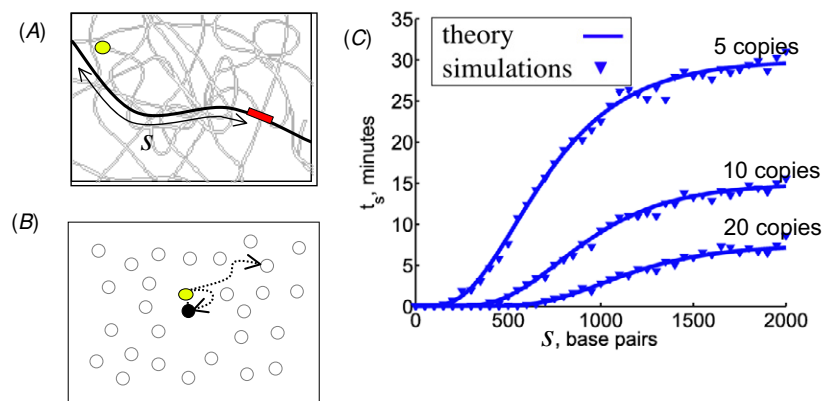 (A)
S
(B)
(C)
35
30
25
20
15
10
5
0
t_s, minutes
theory
simulations
5 copies
10 copies
20 copies
500
1000
1500
2000
S, base pairs